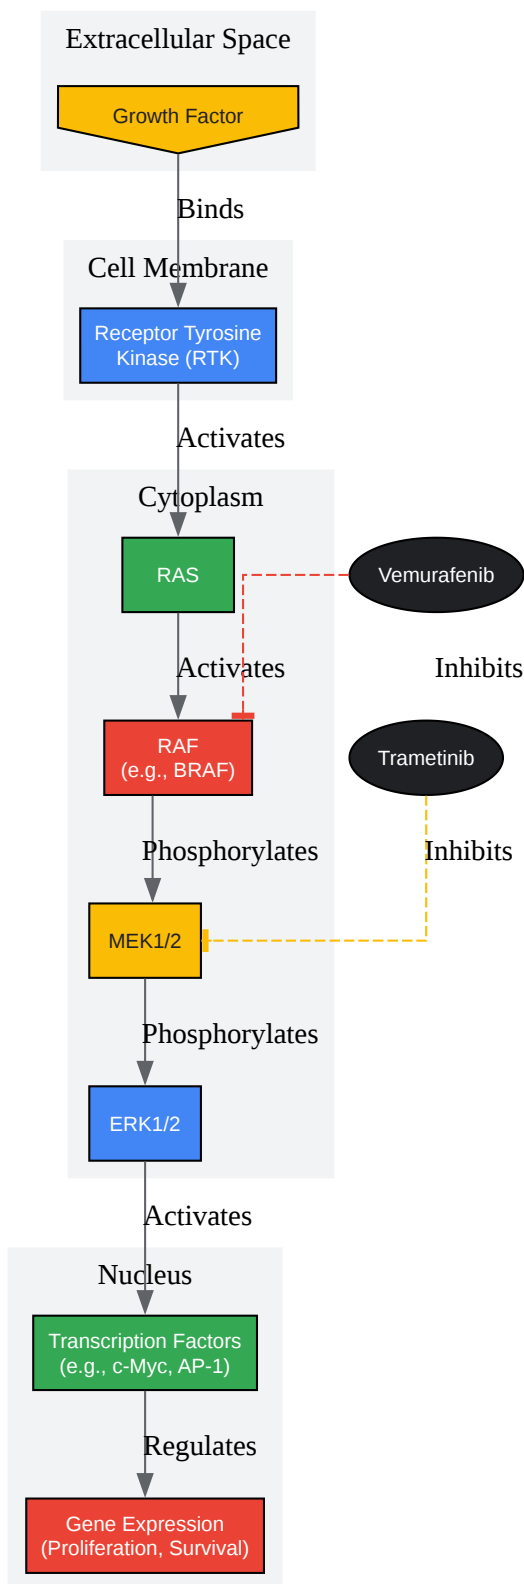 Extracellular Space
Growth Factor
Binds
Cell Membrane
Receptor Tyrosine
Kinase (RTK)
Activates
Cytoplasm
RAS
Vemurafenib
Activates
Inhibits
RAF
(e.g., BRAF)
Trametinib
Phosphorylates
Inhibits
MEK1/2
Phosphorylates
ERK1/2
Activates
Nucleus
Transcription Factors
(e.g., c-Myc, AP-1)
Regulates
Gene Expression
(Proliferation, Survival)